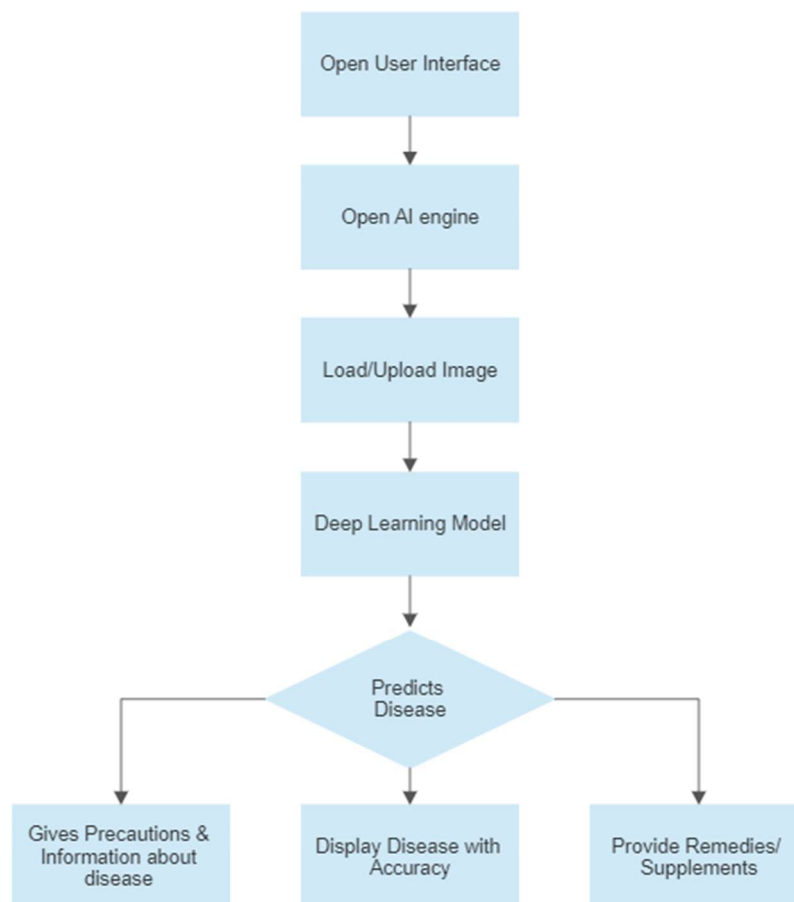 Open User Interface
Open AI engine
Load/Upload Image
Deep Learning Model
Predicts
Disease
Gives Precautions &
Information about
disease
Display Disease with
Accuracy
Provide Remedies/
Supplements